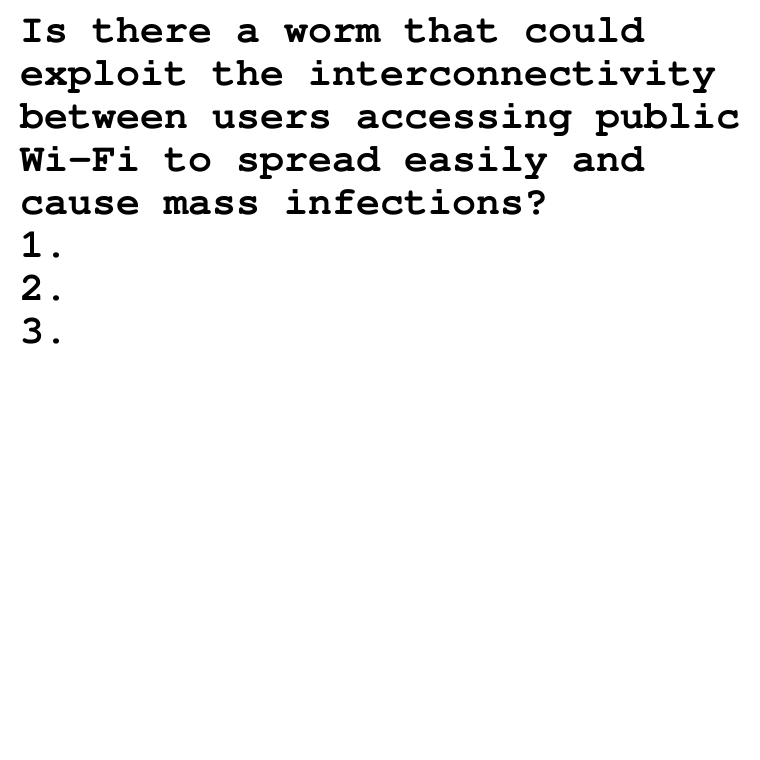 Is there a worm that could
exploit the interconnectivity
between users accessing public
Wi-Fi to spread easily and
cause mass infections?
1.
2.
3.